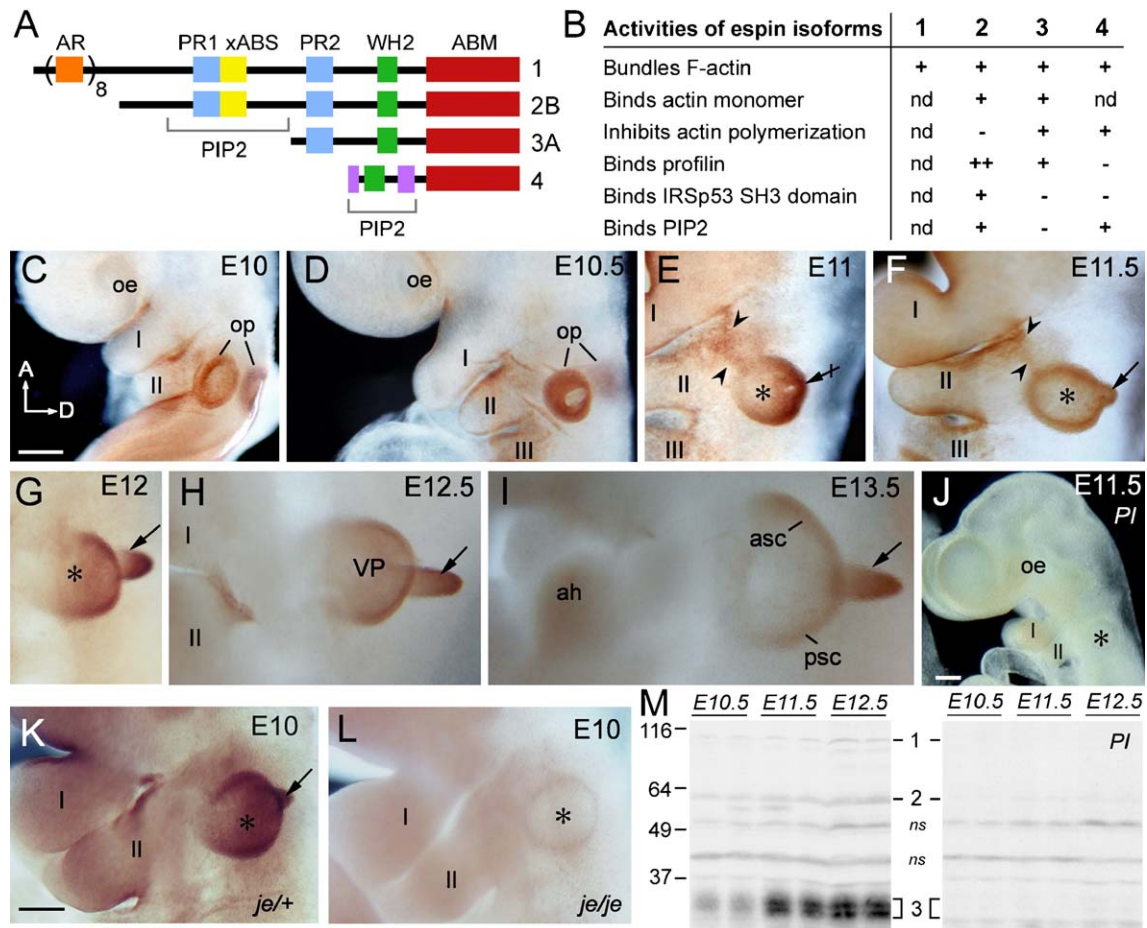 A
AR
PR1 xABS
PR2
WH2
ABM
( )8
1
2B
PIP2
3A
4
PIP2
B
Activities of espin isoforms 1 2 3 4
Bundles F-actin + + + +
Binds actin monomer nd + + nd
Inhibits actin polymerization nd - + +
Binds profilin nd ++ + -
Binds IRSp53 SH3 domain nd + - -
Binds PIP2 nd + - +
C E10
oe
I
op
II
A
D
D E10.5
oe
I
op
II
III
E E11
I
II
*
III
F E11.5
I
II
*
III
G E12
*
H E12.5
I
VP
II
I E13.5
asc
ah
psc
J E11.5
PI
oe
I
II
*
K E10
I
*
II
je/+
L E10
I
*
II
je/je
M
E10.5 E11.5 E12.5
116
64
49
37
1
2
ns
ns
3
E10.5 E11.5 E12.5
PI